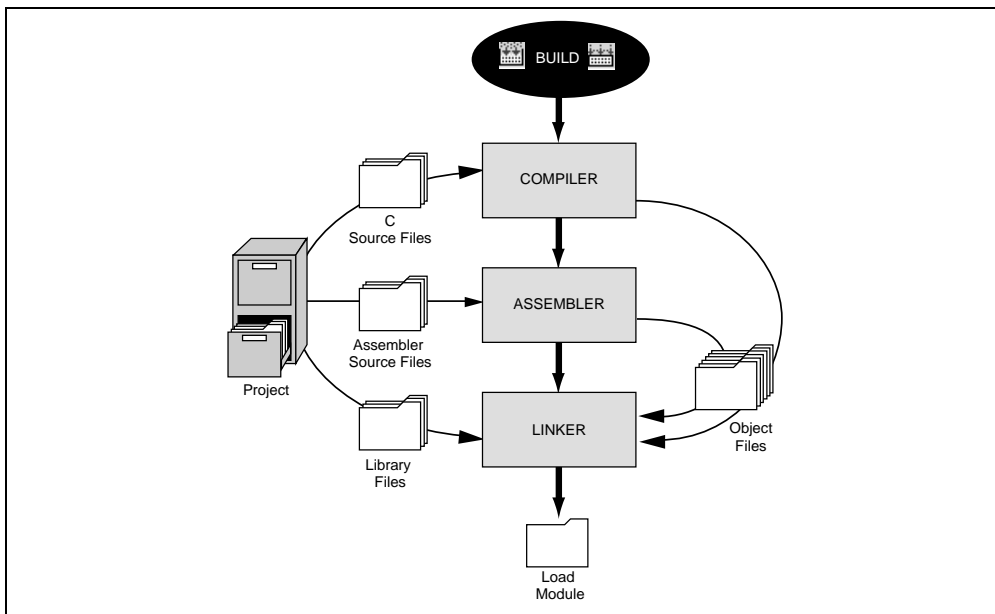 BUILD
COMPILER
C
Source Files
ASSEMBLER
Assembler
Source Files
Project
LINKER
Object
Files
Library
Files
Load
Module